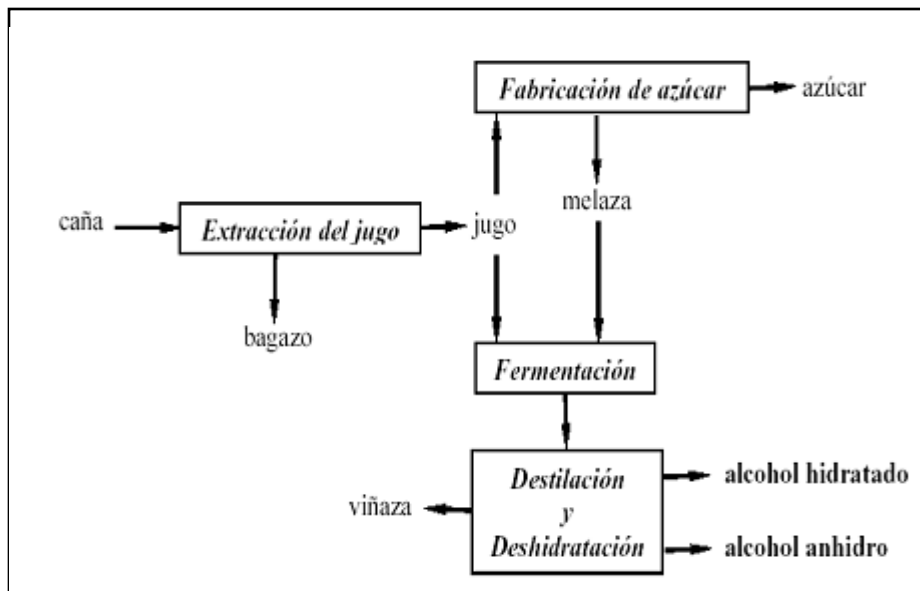 Fabricación de azúcar
azúcar
caña
Extracción del jugo
jugo
melaza
bagazo
Fermentación
Destilación
y
Deshidratación
viñaza
alcohol hidratado
alcohol anhidro